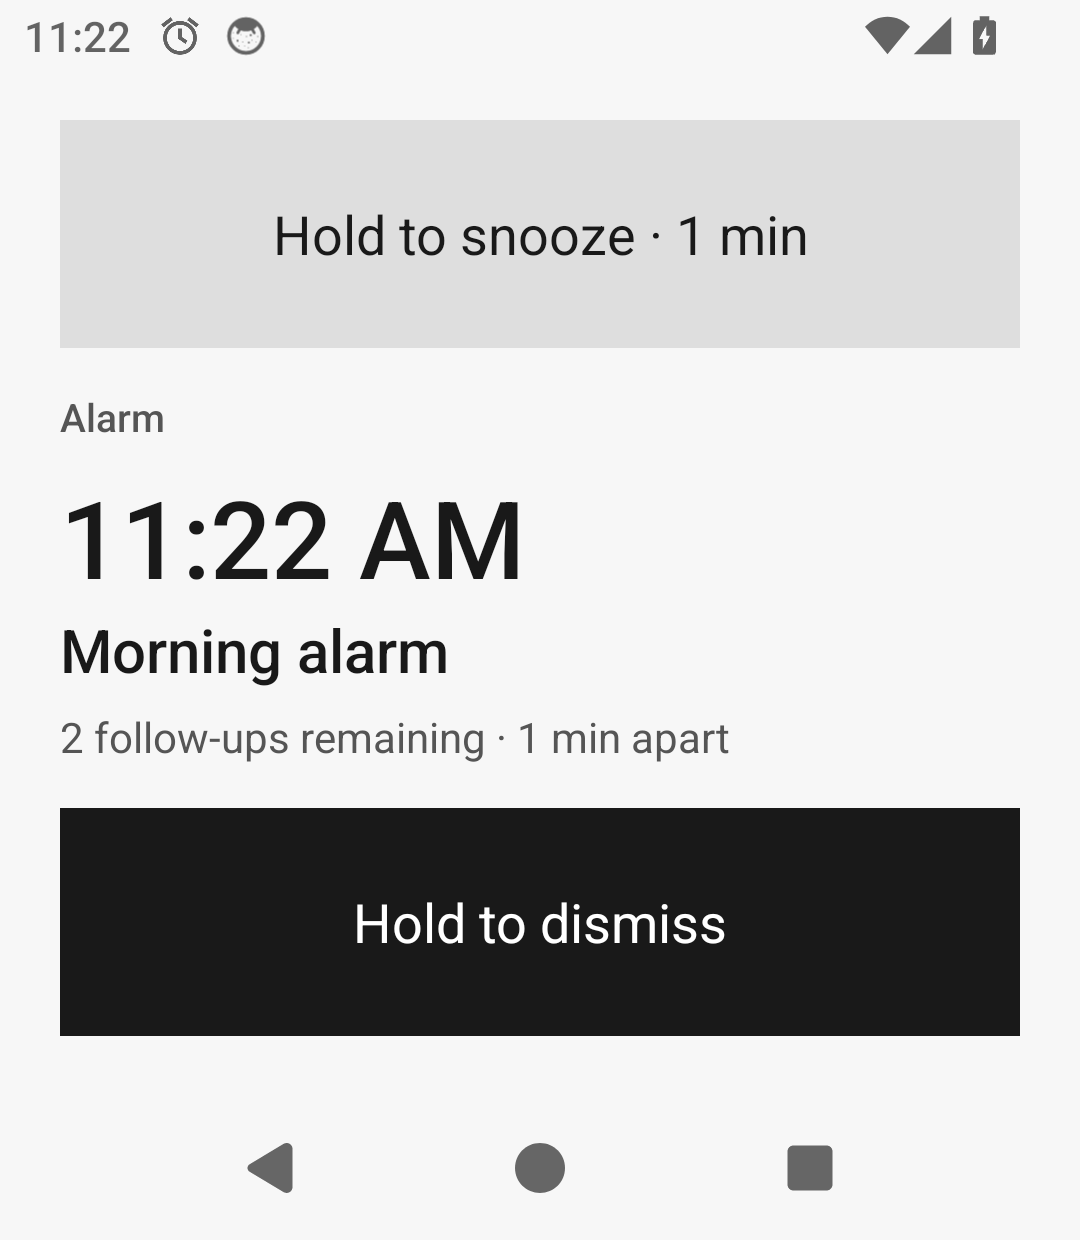 11:22
Hold to snooze · 1 min
Alarm
11:22 AM
Morning alarm
2 follow-ups remaining · 1 min apart
Hold to dismiss